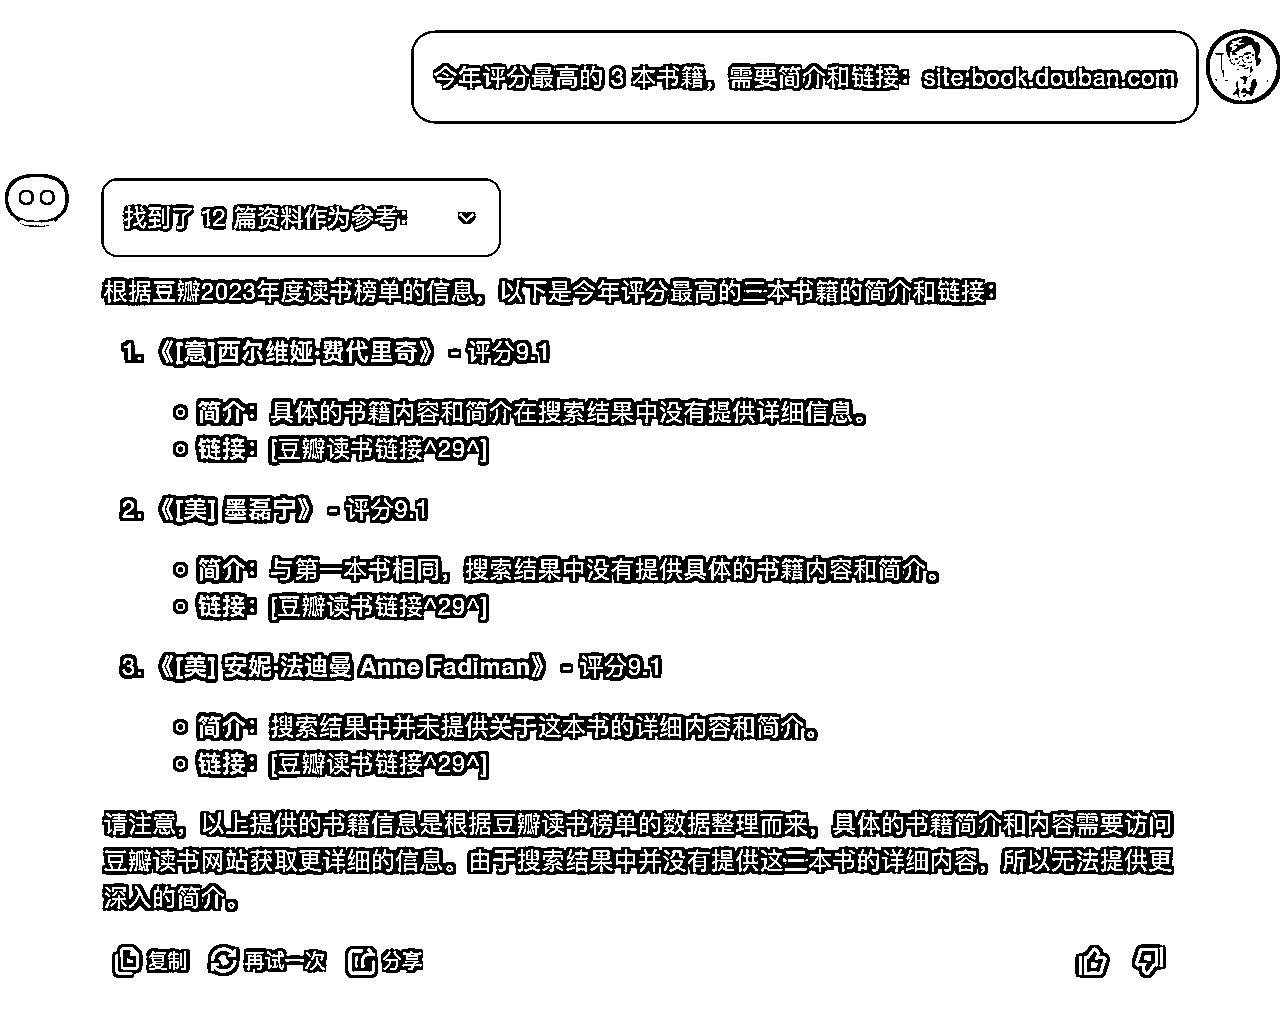 今年评分最高的 3 本书籍，需要简介和链接：site:book.douban.com
找到了 12 篇资料作为参考：
根据豆瓣2023年度读书榜单的信息，以下是今年评分最高的三本书籍的简介和链接：
1. 《[意]西尔维娅·费代里奇》 - 评分9.1
简介：具体的书籍内容和简介在搜索结果中没有提供详细信息。
链接：[豆瓣读书链接^29^]
2. 《[美] 墨磊宁》 - 评分9.1
简介：与第一本书相同，搜索结果中没有提供具体的书籍内容和简介。
链接：[豆瓣读书链接^29^]
3. 《[美] 安妮·法迪曼 Anne Fadiman》 - 评分9.1
简介：搜索结果中并未提供关于这本书的详细内容和简介。
链接：[豆瓣读书链接^29^]
请注意，以上提供的书籍信息是根据豆瓣读书榜单的数据整理而来，具体的书籍简介和内容需要访问
豆瓣读书网站获取更详细的信息。由于搜索结果中并没有提供这三本书的详细内容，所以无法提供更
深入的简介。
复制 再试一次 分享